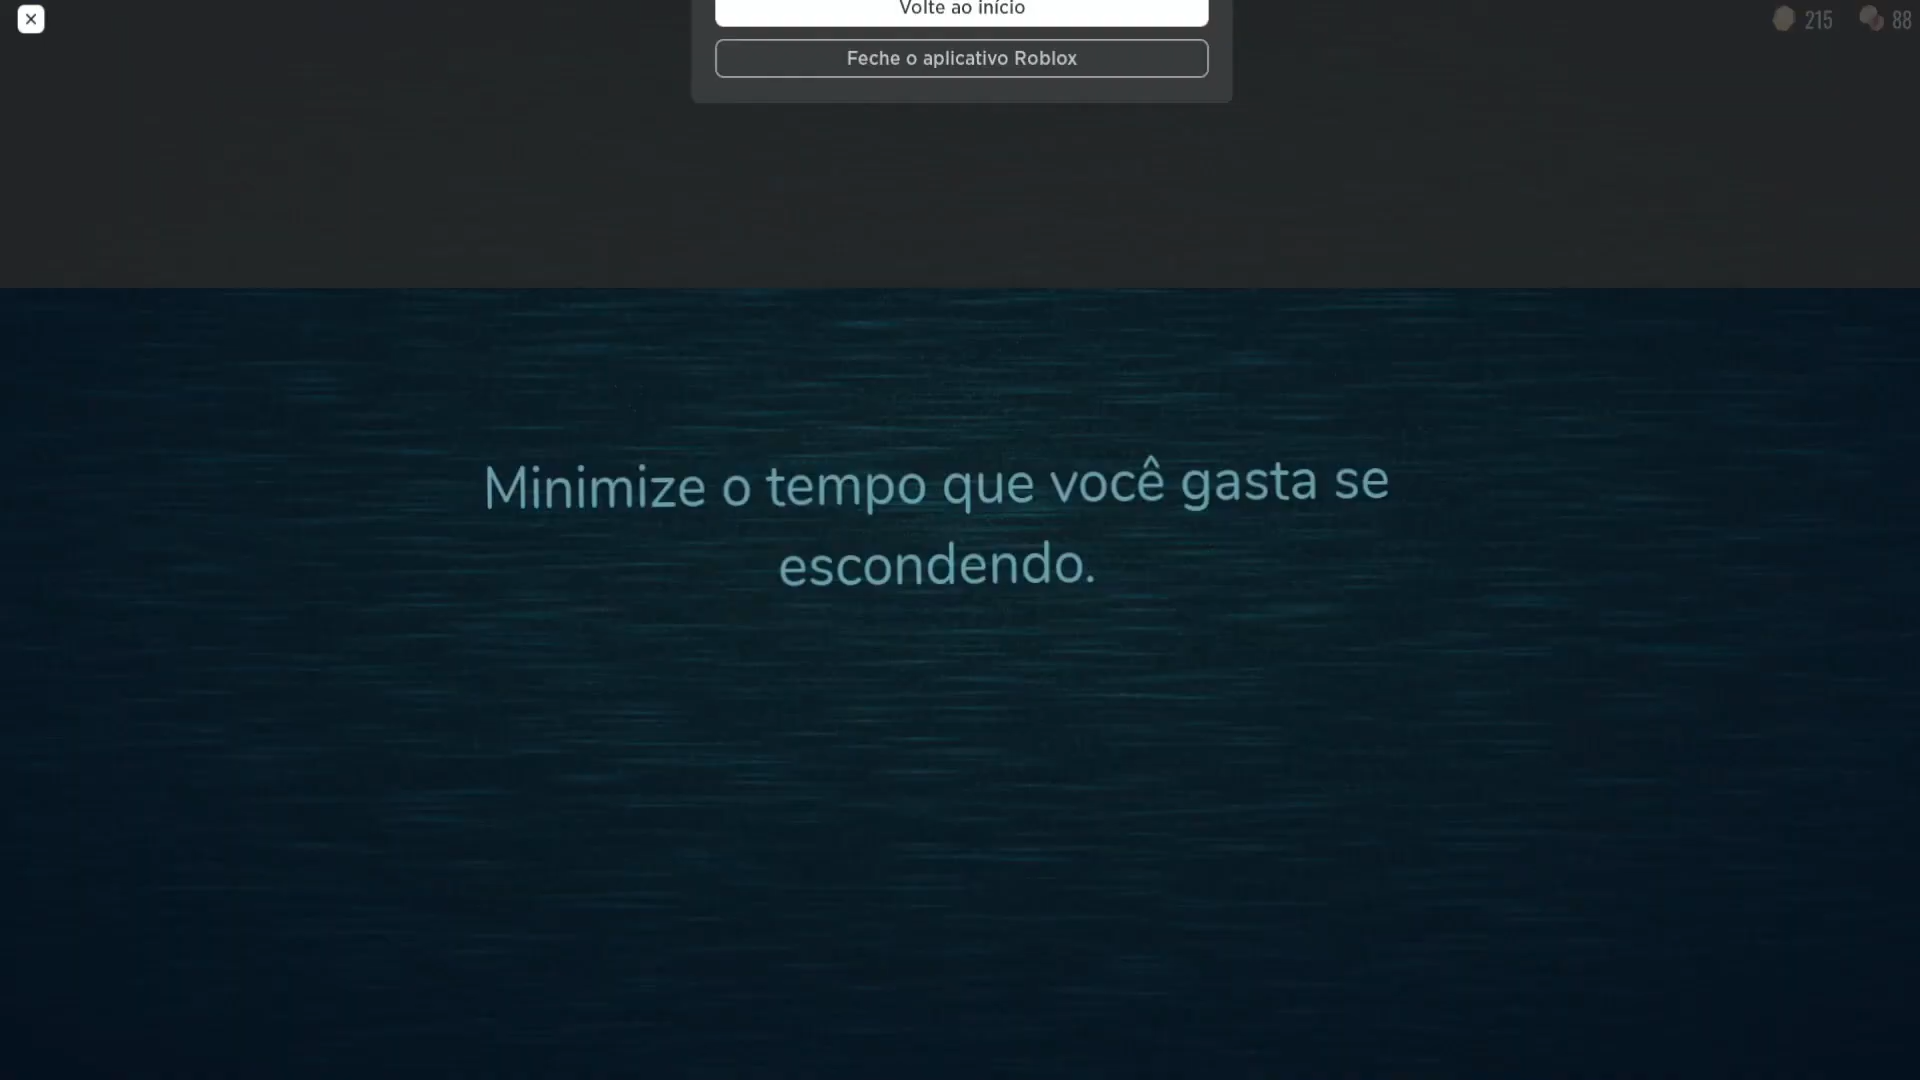 Volte ao início
215
88
Feche o aplicativo Roblox
Minimize o tempo que você gasta se
escondendo.